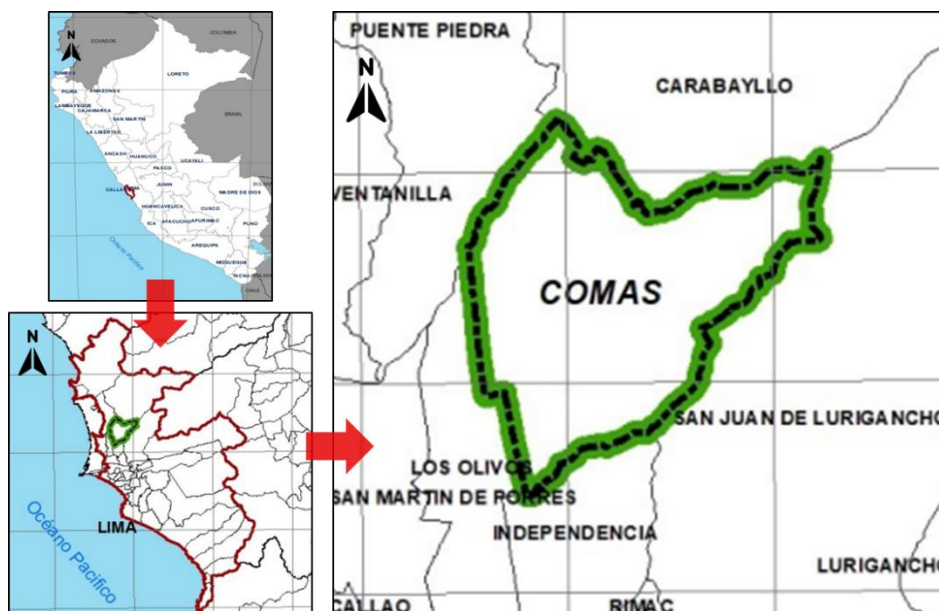 COLOMBIA
ECUADOR
N
TUMBES
LORETO
PIURA
AMAZONAS
LAMBAYEQUE
CAJAMARCA
SAN MARTIN
BRASIL
LA LIBERTAD
ANCASH
HUANUCO
UCAYALI
PASCO
CALLAO
LIMA
JUNIN
MADRE DE DIOS
HUANCAVELICA
CUSCO
ICA
AYACUCHO
APURIMAC
PUNO
AREQUIPA
Océano Pacífico
MOQUEGUA
TACNA
CHILE
N
LIMA
Océano Pacífico
PUENTE PIEDRA
N
CARABAYLLO
VENTANILLA
COMAS
SAN JUAN DE LURIGANCHO
LOS OLIVOS
SAN MARTIN DE PORRES
INDEPENDENCIA
LURIGANCHO
CALLAO
RIMAC